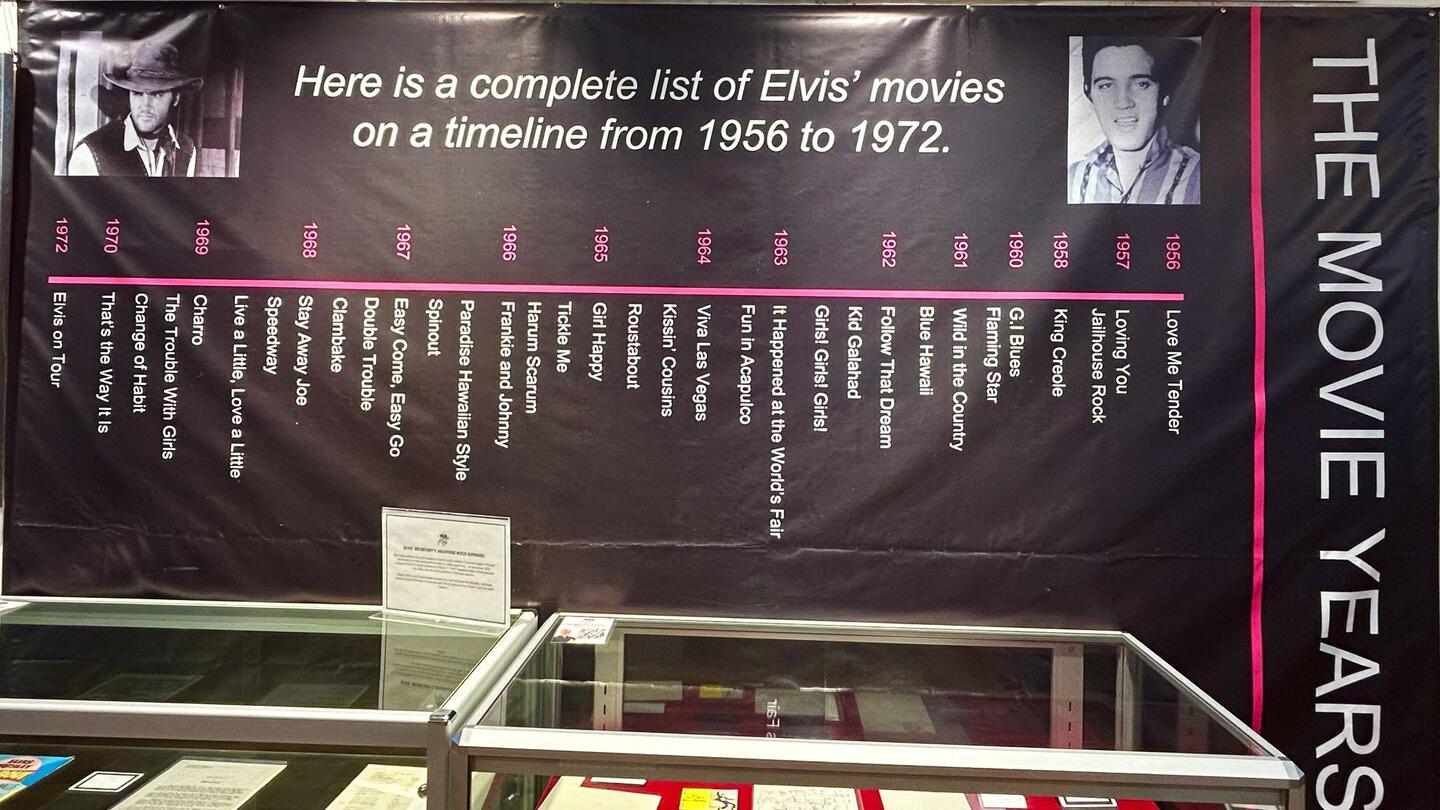 Here is a complete list of Elvis' movies
on a timeline from 1956 to 1972.
THE MOVIE YEARS
1972
1970
1969
1968
1967
1966
1965
1964
1963
1962
1961
1960
1958
1957
1956
Elvis on Tour
That's the Way It Is
Change of Habit
The Trouble With Girls
Charro
Live a Little, Love a Little
Speedway
Stay Away Joe
Clambake
Double Trouble
Easy Come, Easy Go
Spinout
Paradise Hawaiian Style
Frankie and Johnny
Harum Scarum
Tickle Me
Girl Happy
Roustabout
Kissin' Cousins
Viva Las Vegas
Fun in Acapulco
It Happened at the World's Fair
Girls! Girls! Girls!
Kid Galahad
Follow That Dream
Blue Hawaii
Wild in the Country
Flaming Star
G.I Blues
King Creole
Jailhouse Rock
Loving You
Love Me Tender
ELVIS' SECRETARY'S JAILHOUSE ROCK EXPENSES